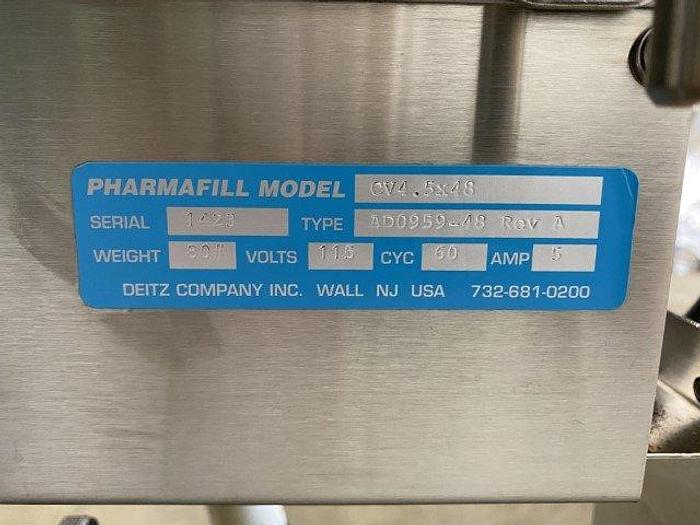 PHARMAFILL MODEL CV4.5x48
SERIAL 1423 TYPE AD0959-48 Rev A
WEIGHT VOLTS 115 CYC 60 AMP 5
DEITZ COMPANY INC. WALL NJ USA 732-681-0200